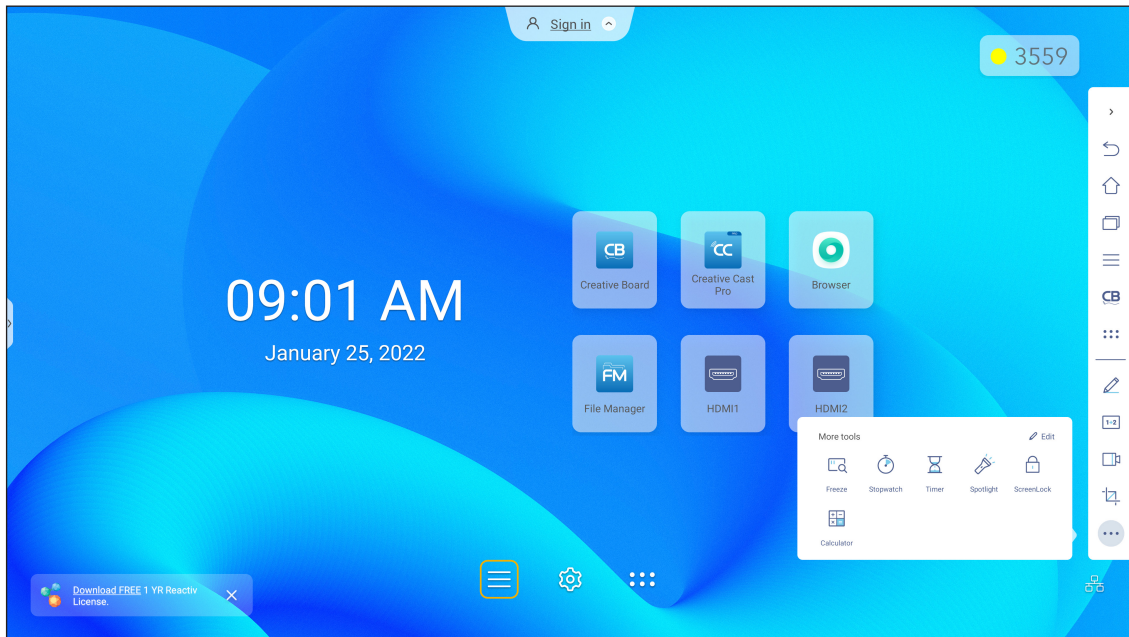 Sign in
3559
09:01 AM
January 25, 2022
CB
Creative Board
CC
Creative Cast
Pro
Browser
FM
File Manager
HDMI1
HDMI2
CB
1-2
More tools
Edit
Freeze
Stopwatch
Timer
Spotlight
ScreenLock
Calculator
Download FREE 1 YR Reactiv
License.